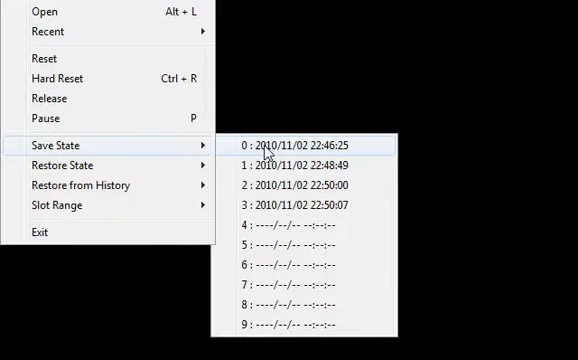 Open Alt + L
Recent
Reset
Hard Reset Ctrl + R
Release
Pause P
Save State
Restore State
Restore from History
Slot Range
Exit
0 : 2010/11/02 22:46:25
1 : 2010/11/02 22:48:49
2 : 2010/11/02 22:50:00
3 : 2010/11/02 22:50:07
4 : ----/--/-- --:--:--
5 : ----/--/-- --:--:--
6 : ----/--/-- --:--:--
7 : ----/--/-- --:--:--
8 : ----/--/-- --:--:--
9 : ----/--/-- --:--:--